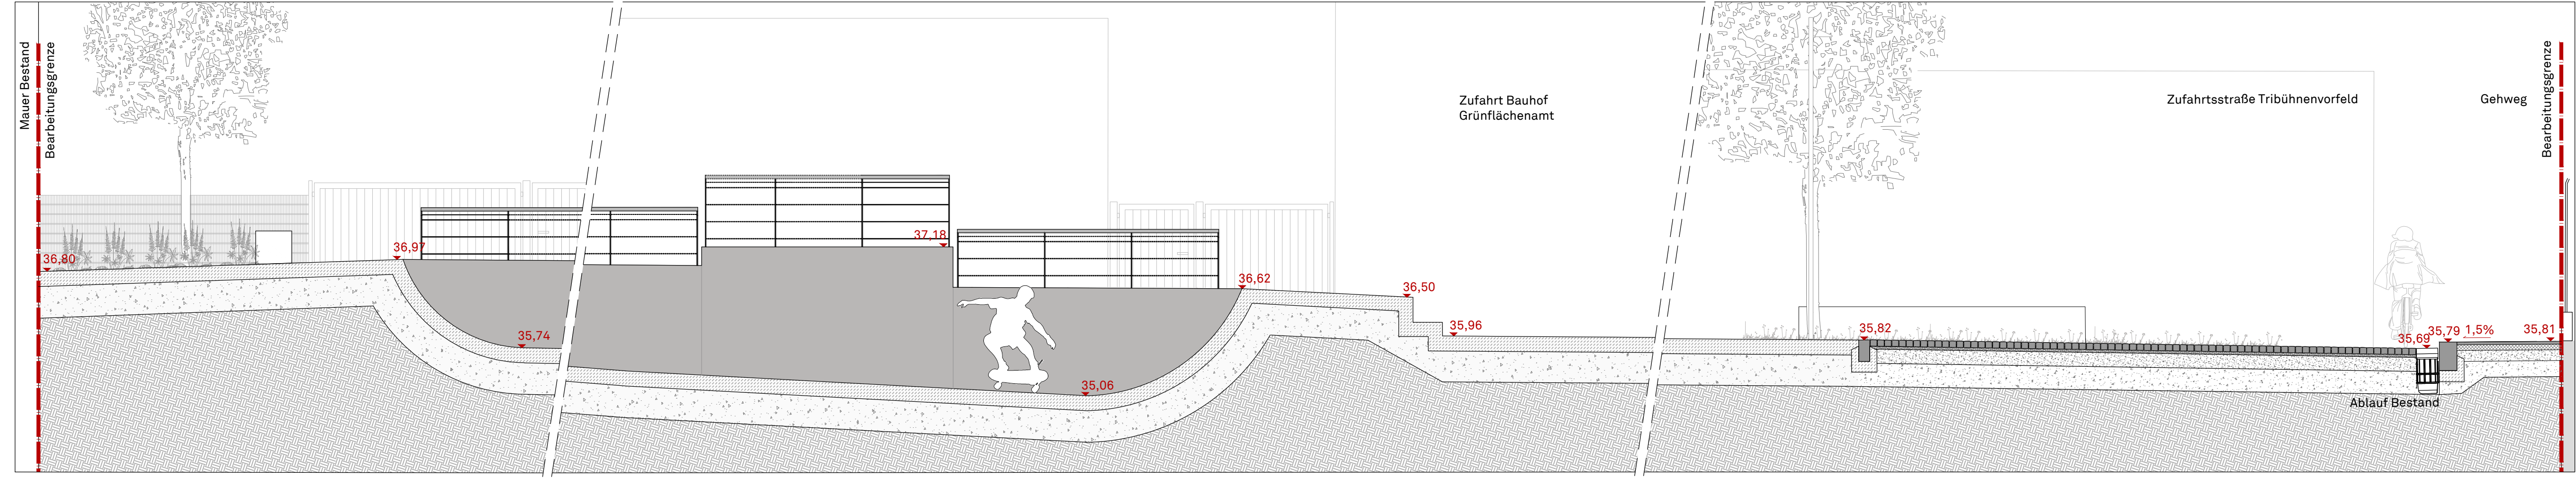 Mauer Bestand
Bearbeitungsgrenze
36,80
36,97
35,74
37,18
35,06
36,62
36,50
35,96
Zufahrt Bauhof
Grünflächenamt
35,82
Zufahrtsstraße Tribühnenvorfeld
Gehweg
35,69
35,79
1,5%
35,81
Ablauf Bestand
Bearbeitungsgrenze